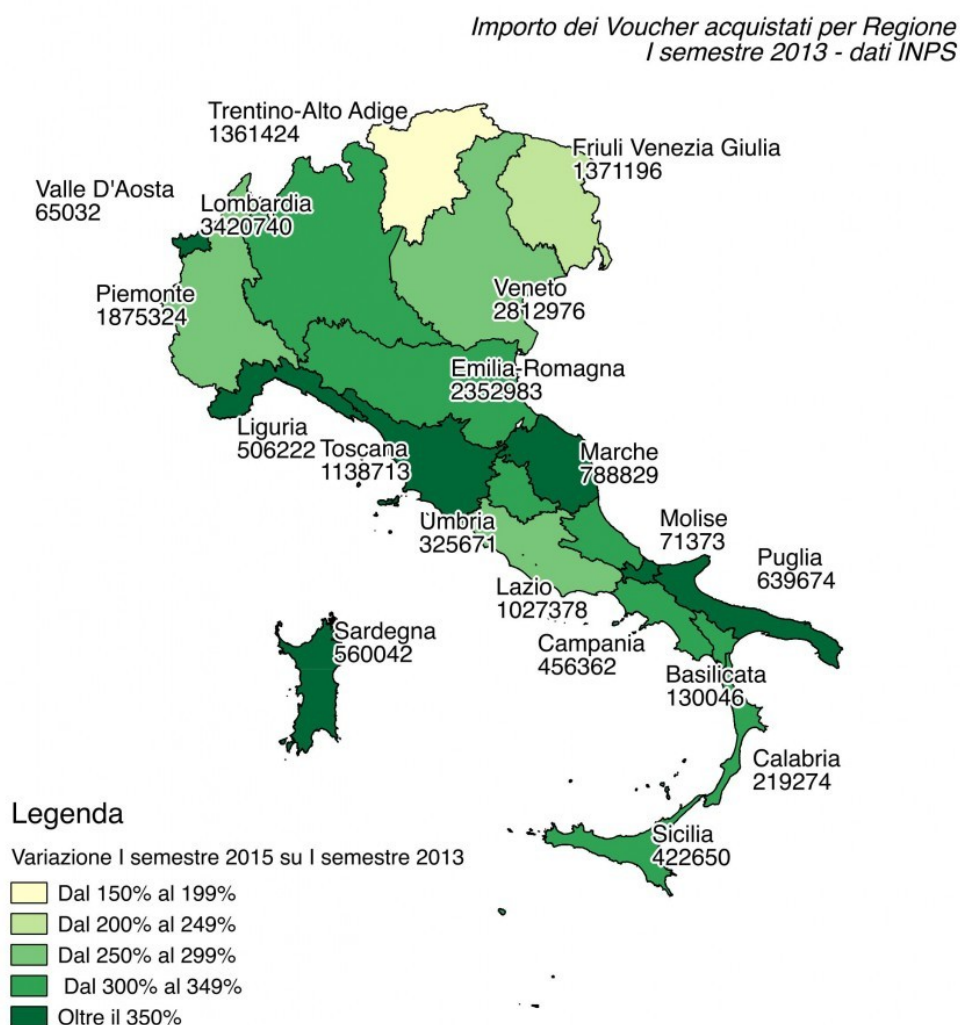 Importo dei Voucher acquistati per Regione
I semestre 2013 - dati INPS
Trentino-Alto Adige
1361424
Friuli Venezia Giulia
1371196
Valle D'Aosta
65032
Lombardia
3420740
Veneto
2812976
Piemonte
1875324
Emilia-Romagna
2352983
Liguria
506222
Toscana
1138713
Marche
788829
Umbria
325671
Molise
71373
Puglia
639674
Lazio
1027378
Sardegna
560042
Campania
456362
Basilicata
130046
Calabria
219274
Sicilia
422650
Legenda
Variazione I semestre 2015 su I semestre 2013
Dal 150% al 199%
Dal 200% al 249%
Dal 250% al 299%
Dal 300% al 349%
Oltre il 350%